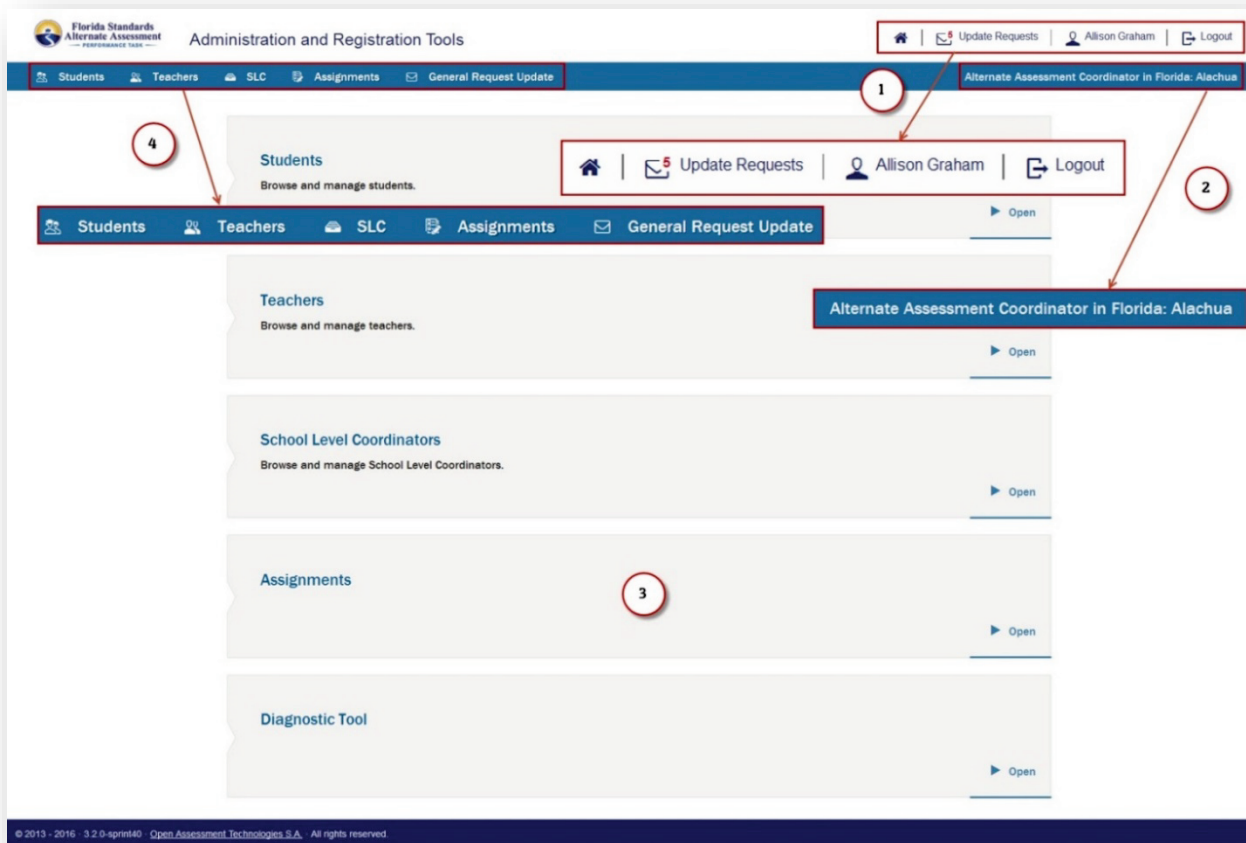 Florida Standards
Alternate Assessment
PERFORMANCE TASK
Administration and Registration Tools
5 Update Requests | Allison Graham | Logout
Students Teachers SLC Assignments General Request Update
Alternate Assessment Coordinator in Florida: Alachua
1
4
Students
Browse and manage students.
Open
5 Update Requests | Allison Graham | Logout
2
Students Teachers SLC Assignments General Request Update
Teachers
Browse and manage teachers.
Open
Alternate Assessment Coordinator in Florida: Alachua
School Level Coordinators
Browse and manage School Level Coordinators.
Open
Assignments
3
Open
Diagnostic Tool
Open
© 2013 - 2016 · 3.2.0-sprint40 · Open Assessment Technologies S.A. · All rights reserved.